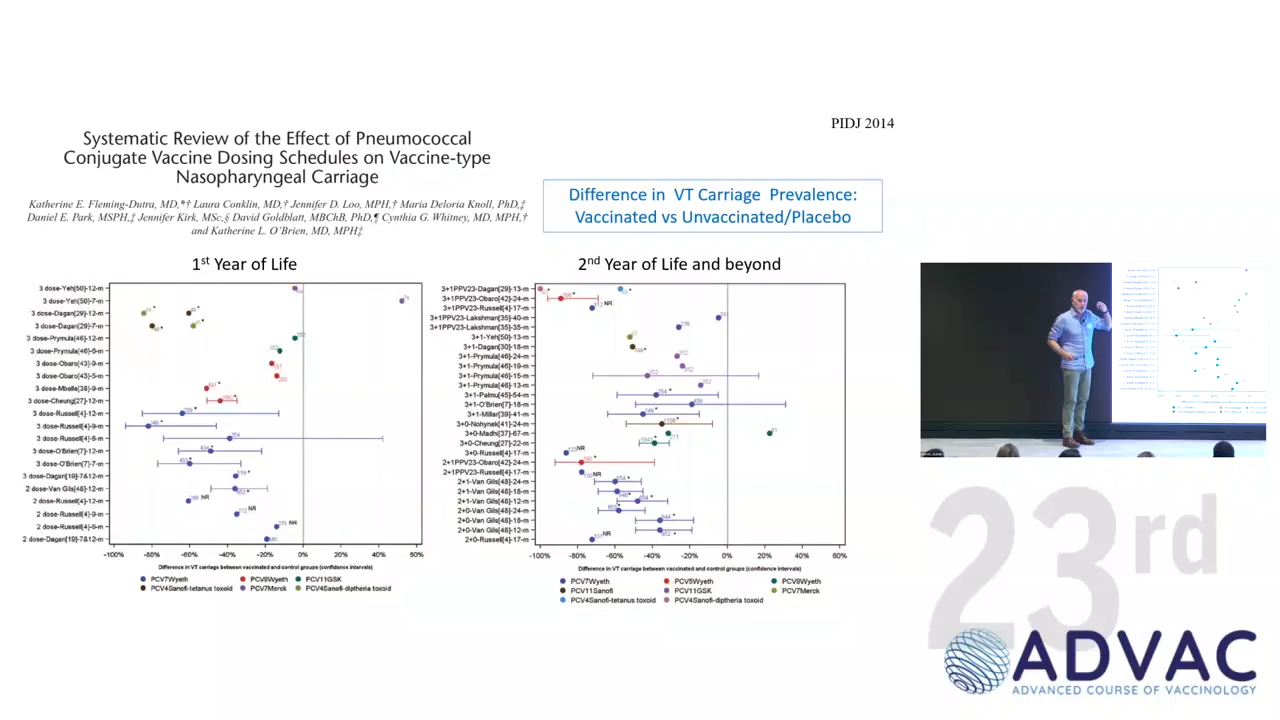 PIDJ 2014
Systematic Review of the Effect of Pneumococcal
Conjugate Vaccine Dosing Schedules on Vaccine-type
Nasopharyngeal Carriage
Katherine E. Fleming-Dutra, MD,*† Laura Conklin, MD,† Jennifer D. Loo, MPH,† Maria Deloria Knoll, PhD,‡
Daniel E. Park, MSPH,‡ Jennifer Kirk, MSc,§ David Goldblatt, MBChB, PhD,¶ Cynthia G. Whitney, MD, MPH,†
and Katherine L. O'Brien, MD, MPH‡
Difference in VT Carriage Prevalence:
Vaccinated vs Unvaccinated/Placebo
1st Year of Life
3 dose-Yeh[50]-12-m
3 dose-Yeh[50]-7-m
3 dose-Dagan[29]-12-m
3 dose-Dagan[29]-7-m
3 dose-Prymula[46]-12-m
3 dose-Prymula[46]-6-m
3 dose-Obaro[43]-9-m
3 dose-Obaro[43]-5-m
3 dose-Mbelle[38]-9-m
3 dose-Cheung[27]-12-m
3 dose-Russell[4]-12-m
3 dose-Russell[4]-9-m
3 dose-Russell[4]-6-m
3 dose-O'Brien[7]-12-m
3 dose-O'Brien[7]-7-m
3 dose-Dagan[19]-7&12-m
2 dose-Van Gils[48]-12-m
2 dose-Russell[4]-12-m
2 dose-Russell[4]-9-m
2 dose-Russell[4]-6-m
2 dose-Dagan[19]-7&12-m
-100% -80% -60% -40% -20% 0% 20% 40% 60%
Difference in VT carriage between vaccinated and control groups (confidence intervals)
PCV7Wyeth PCV9Wyeth PCV11GSK
PCV4Sanofi-tetanus toxoid PCV7Merck PCV4Sanofi-diptheria toxoid
2nd Year of Life and beyond
3+1PPV23-Dagan[29]-13-m
3+1PPV23-Obaro[42]-24-m
3+1PPV23-Russell[4]-17-m
3+1PPV23-Lakshman[35]-40-m
3+1PPV23-Lakshman[35]-35-m
3+1-Yeh[50]-13-m
3+1-Dagan[30]-18-m
3+1-Prymula[46]-24-m
3+1-Prymula[46]-19-m
3+1-Prymula[46]-15-m
3+1-Prymula[46]-13-m
3+1-Palmu[45]-54-m
3+1-O'Brien[7]-18-m
3+1-Millar[39]-41-m
3+0-Nohynek[41]-24-m
3+0-Madhi[37]-67-m
3+0-Cheung[27]-22-m
3+0-Russell[4]-17-m
2+1PPV23-Obaro[42]-24-m
2+1PPV23-Russell[4]-17-m
2+1-Van Gils[48]-24-m
2+1-Van Gils[48]-18-m
2+1-Van Gils[48]-12-m
2+0-Van Gils[48]-24-m
2+0-Van Gils[48]-18-m
2+0-Van Gils[48]-12-m
2+0-Russell[4]-17-m
-100% -80% -60% -40% -20% 0% 20% 40% 60%
Difference in VT carriage between vaccinated and control groups (confidence intervals)
PCV7Wyeth PCV5Wyeth PCV9Wyeth
PCV11Sanofi PCV11GSK PCV7Merck
PCV4Sanofi-tetanus toxoid PCV4Sanofi-diptheria toxoid
23rd
ADVAC
ADVANCED COURSE OF VACCINOLOGY